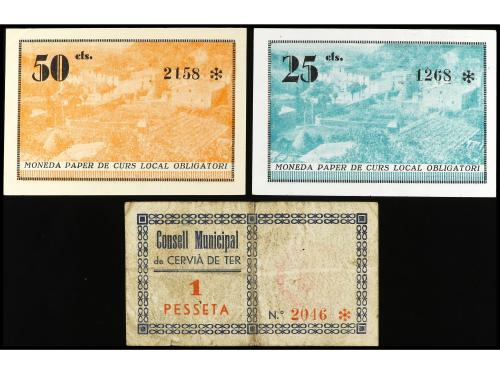 50 cts.
2158 *
MONEDA PAPER DE CURS LOCAL OBLIGATORI
25 cts.
1268 *
MONEDA PAPER DE CURS LOCAL OBLIGATORI
Consell Municipal
de CERVIÀ DE TER
1
PESSETA
N.º 2046 *